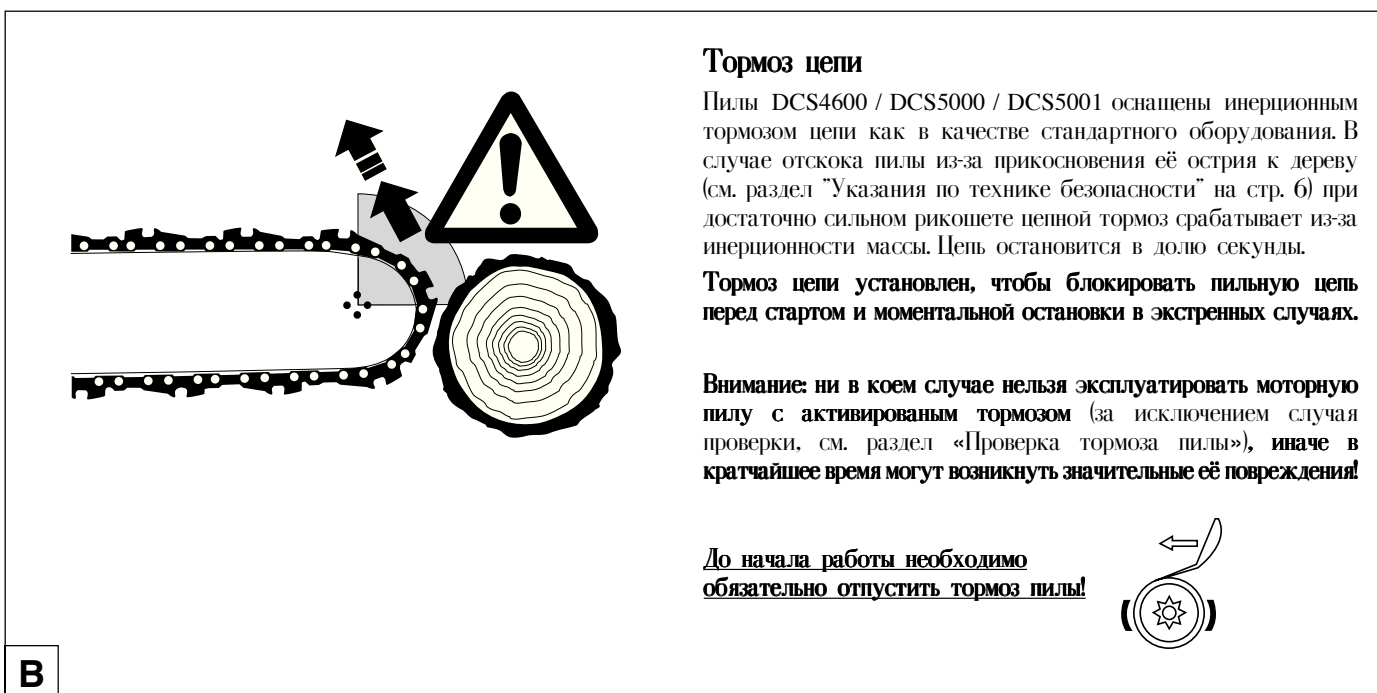 Тормоз цепи
Пилы DCS4600 / DCS5000 / DCS5001 оснащены инерционным
тормозом цепи как в качестве стандартного оборудования. В
случае отскока пилы из-за прикосновения её острия к дереву
(см. раздел "Указания по технике безопасности" на стр. 6) при
достаточно сильном рикошете цепной тормоз срабатывает из-за
инерционности массы. Цепь остановится в долю секунды.
Тормоз цепи установлен, чтобы блокировать пильную цепь
перед стартом и моментальной остановки в экстренных случаях.
Внимание: ни в коем случае нельзя эксплуатировать моторную
пилу с активированым тормозом (за исключением случая
проверки, см. раздел «Проверка тормоза пилы»), иначе в
кратчайшее время могут возникнуть значительные её повреждения!
До начала работы необходимо
обязательно отпустить тормоз пилы!
B